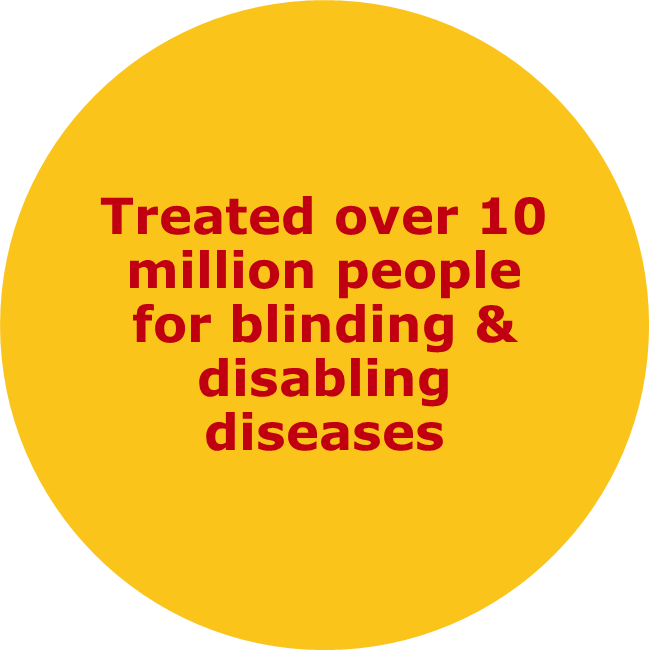 Treated over 10
million people
for blinding &
disabling
diseases